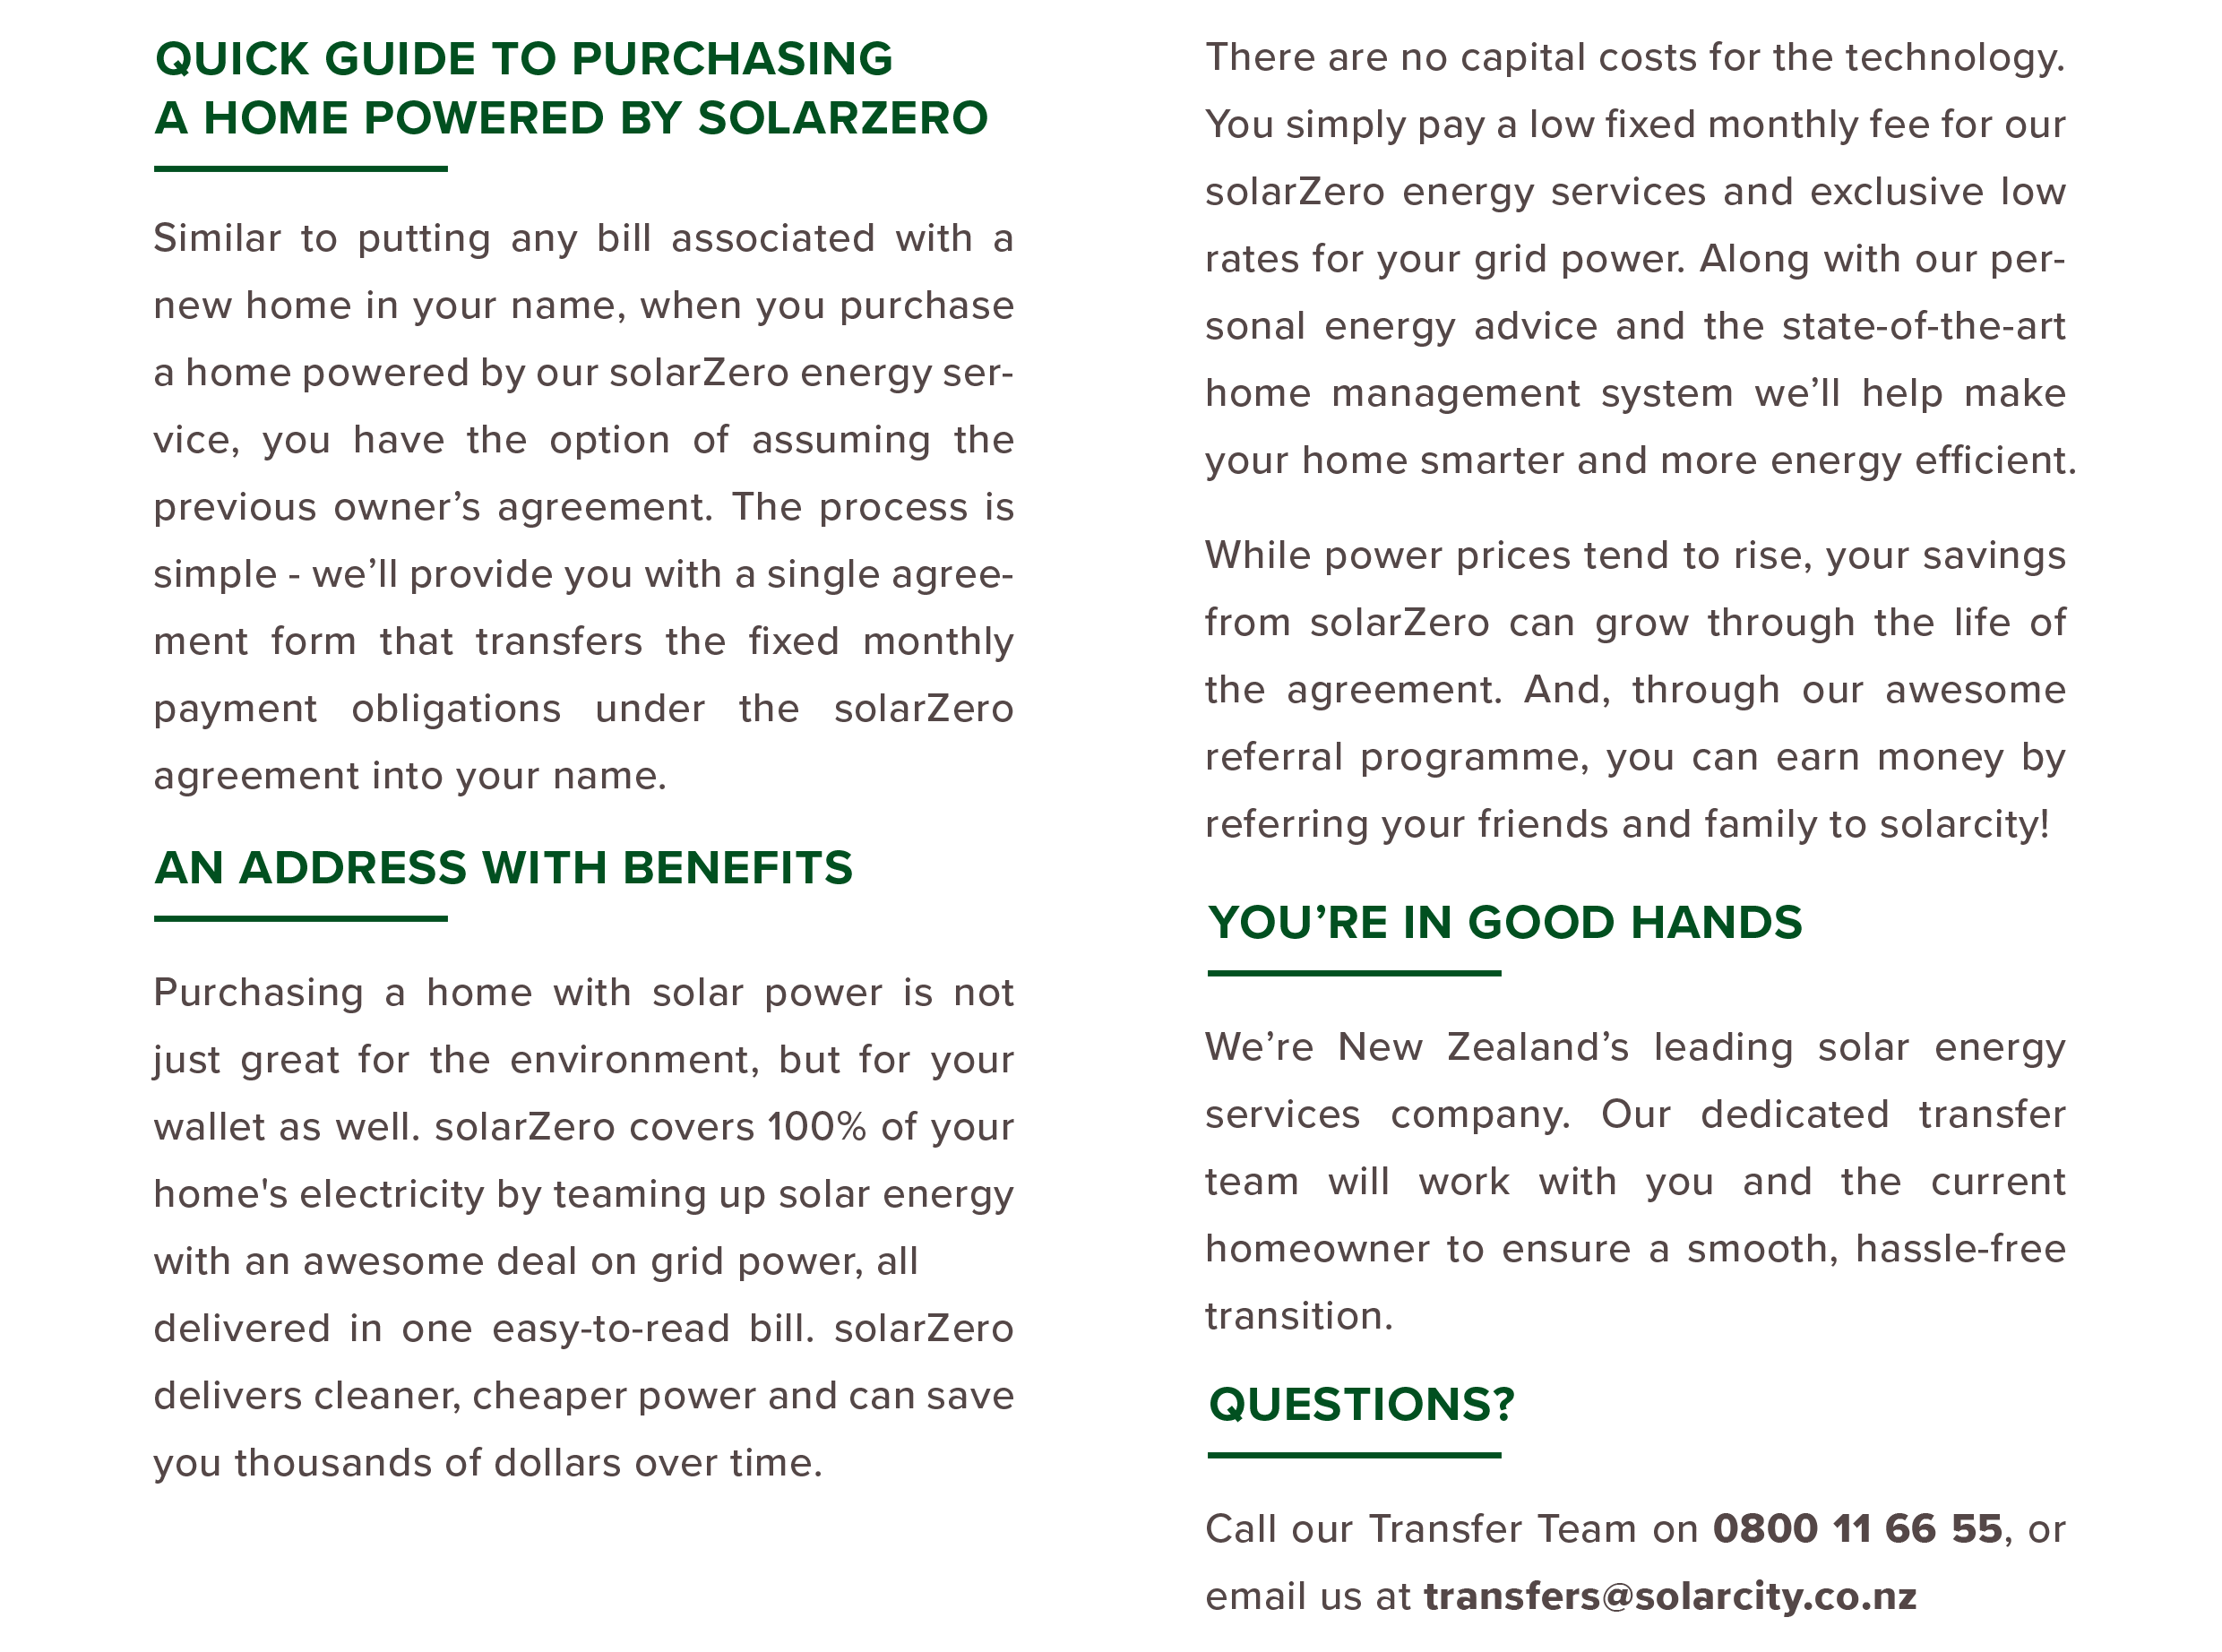 QUICK GUIDE TO PURCHASING
A HOME POWERED BY SOLARZERO
Similar to putting any bill associated with a
new home in your name, when you purchase
a home powered by our solarZero energy ser-
vice, you have the option of assuming the
previous owner’s agreement. The process is
simple - we’ll provide you with a single agree-
ment form that transfers the fixed monthly
payment obligations under the solarZero
agreement into your name.
AN ADDRESS WITH BENEFITS
Purchasing a home with solar power is not
just great for the environment, but for your
wallet as well. solarZero covers 100% of your
home's electricity by teaming up solar energy
with an awesome deal on grid power, all
delivered in one easy-to-read bill. solarZero
delivers cleaner, cheaper power and can save
you thousands of dollars over time.
There are no capital costs for the technology.
You simply pay a low fixed monthly fee for our
solarZero energy services and exclusive low
rates for your grid power. Along with our per-
sonal energy advice and the state-of-the-art
home management system we’ll help make
your home smarter and more energy efficient.
While power prices tend to rise, your savings
from solarZero can grow through the life of
the agreement. And, through our awesome
referral programme, you can earn money by
referring your friends and family to solarcity!
YOU’RE IN GOOD HANDS
We’re New Zealand’s leading solar energy
services company. Our dedicated transfer
team will work with you and the current
homeowner to ensure a smooth, hassle-free
transition.
QUESTIONS?
Call our Transfer Team on 0800 11 66 55, or
email us at transfers@solarcity.co.nz